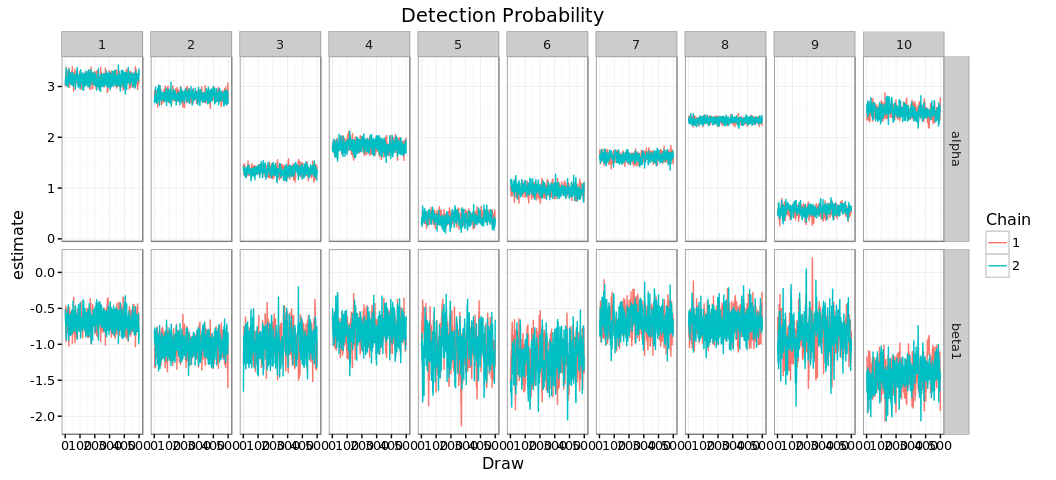 Detection Probability
1 2 3 4 5 6 7 8 9 10
3
2
1
0
alpha
estimate
0.0
-0.5
-1.0
-1.5
-2.0
beta1
Chain
1
2
Draw